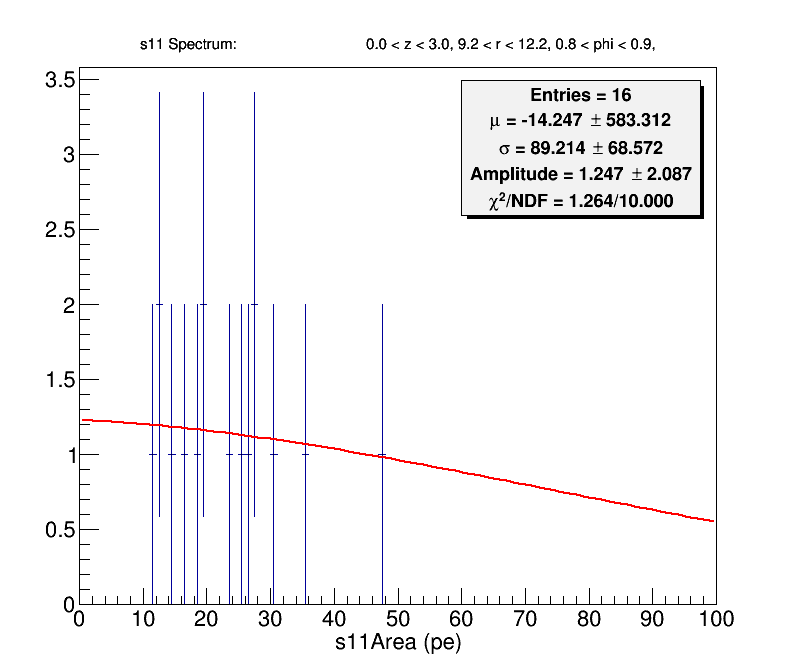 s11 Spectrum: 0.0 < z < 3.0, 9.2 < r < 12.2, 0.8 < phi < 0.9,
Entries = 16
μ = -14.247 ± 583.312
σ = 89.214 ± 68.572
Amplitude = 1.247 ± 2.087
χ²/NDF = 1.264/10.000
3.5
3
2.5
2
1.5
1
0.5
0
0 10 20 30 40 50 60 70 80 90 100
s11Area (pe)